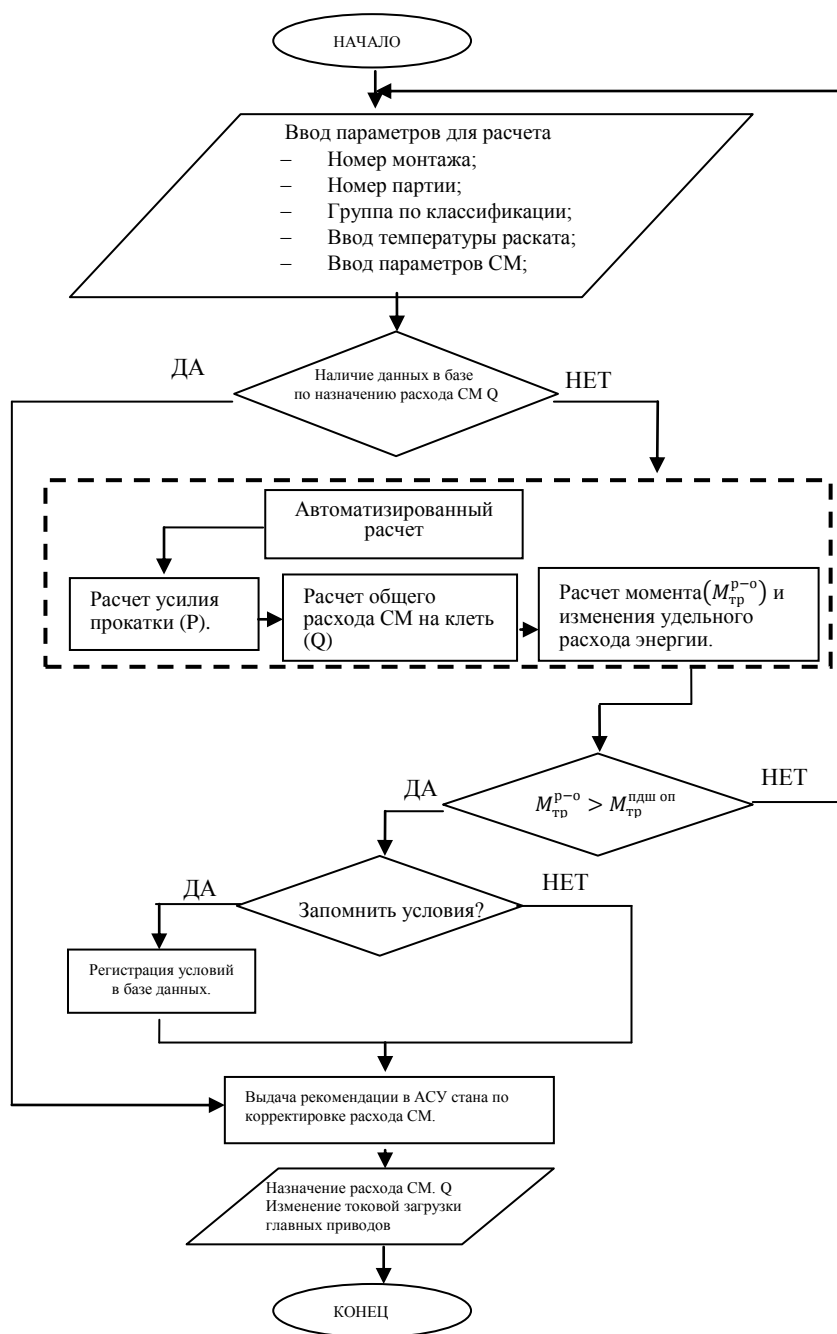 НАЧАЛО
Ввод параметров для расчета
– Номер монтажа;
– Номер партии;
– Группа по классификации;
– Ввод температуры раската;
– Ввод параметров СМ;
ДА
Наличие данных в базе
по назначению расхода СМ Q
НЕТ
Автоматизированный
расчет
Расчет усилия
прокатки (P).
Расчет общего
расхода СМ на клеть
(Q)
Расчет момента(M_тр^р−о) и
изменения удельного
расхода энергии.
ДА
M_тр^р−о > M_тр^пдш оп
НЕТ
ДА
Запомнить условия?
НЕТ
Регистрация условий
в базе данных.
Выдача рекомендации в АСУ стана по
корректировке расхода СМ.
Назначение расхода СМ. Q
Изменение токовой загрузки
главных приводов
КОНЕЦ